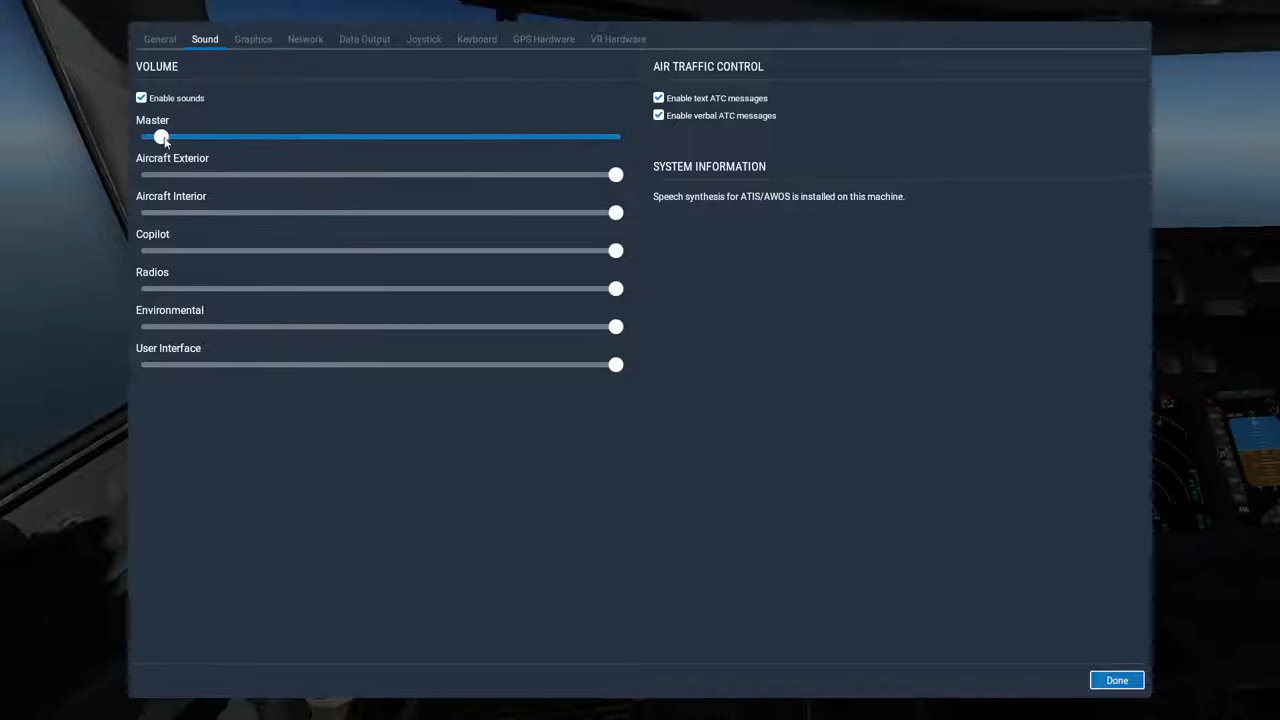 General Sound Graphics Network Data Output Joystick Keyboard GPS Hardware VR Hardware
VOLUME
Enable sounds
Master
Aircraft Exterior
Aircraft Interior
Copilot
Radios
Environmental
User Interface
AIR TRAFFIC CONTROL
Enable text ATC messages
Enable verbal ATC messages
SYSTEM INFORMATION
Speech synthesis for ATIS/AWOS is installed on this machine.
Done